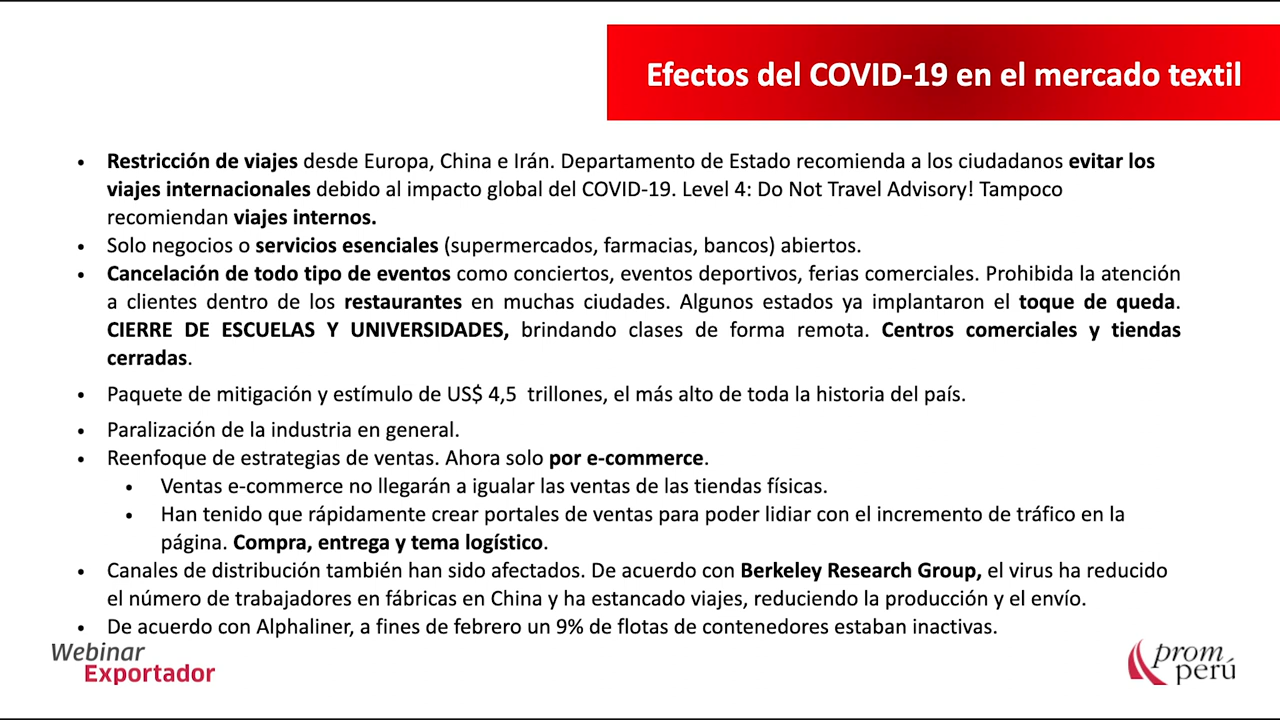 Efectos del COVID-19 en el mercado textil
• Restricción de viajes desde Europa, China e Irán. Departamento de Estado recomienda a los ciudadanos evitar los
viajes internacionales debido al impacto global del COVID-19. Level 4: Do Not Travel Advisory! Tampoco
recomiendan viajes internos.
• Solo negocios o servicios esenciales (supermercados, farmacias, bancos) abiertos.
• Cancelación de todo tipo de eventos como conciertos, eventos deportivos, ferias comerciales. Prohibida la atención
a clientes dentro de los restaurantes en muchas ciudades. Algunos estados ya implantaron el toque de queda.
CIERRE DE ESCUELAS Y UNIVERSIDADES, brindando clases de forma remota. Centros comerciales y tiendas
cerradas.
• Paquete de mitigación y estímulo de US$ 4,5 trillones, el más alto de toda la historia del país.
• Paralización de la industria en general.
• Reenfoque de estrategias de ventas. Ahora solo por e-commerce.
• Ventas e-commerce no llegarán a igualar las ventas de las tiendas físicas.
• Han tenido que rápidamente crear portales de ventas para poder lidiar con el incremento de tráfico en la
página. Compra, entrega y tema logístico.
• Canales de distribución también han sido afectados. De acuerdo con Berkeley Research Group, el virus ha reducido
el número de trabajadores en fábricas en China y ha estancado viajes, reduciendo la producción y el envío.
• De acuerdo con Alphaliner, a fines de febrero un 9% de flotas de contenedores estaban inactivas.
Webinar
Exportador
prom
perú